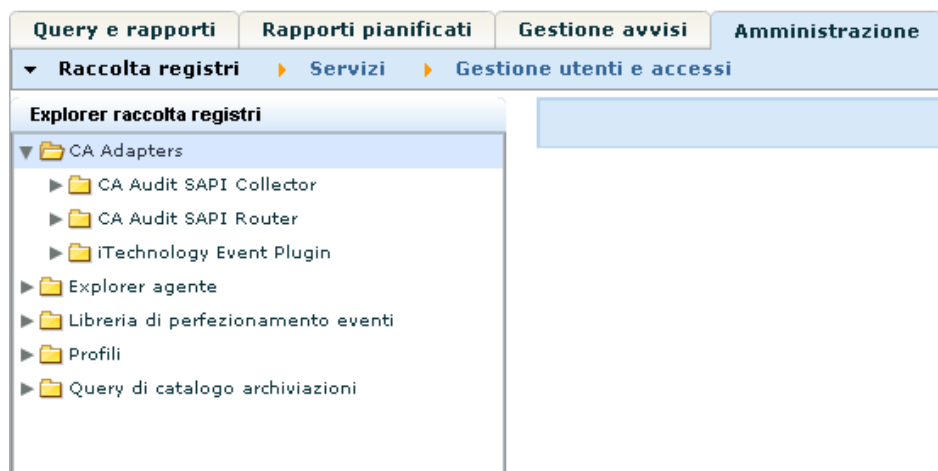 Query e rapporti Rapporti pianificati Gestione avvisi Amministrazione
Raccolta registri Servizi Gestione utenti e accessi
Explorer raccolta registri
CA Adapters
CA Audit SAPI Collector
CA Audit SAPI Router
iTechnology Event Plugin
Explorer agente
Libreria di perfezionamento eventi
Profili
Query di catalogo archiviazioni